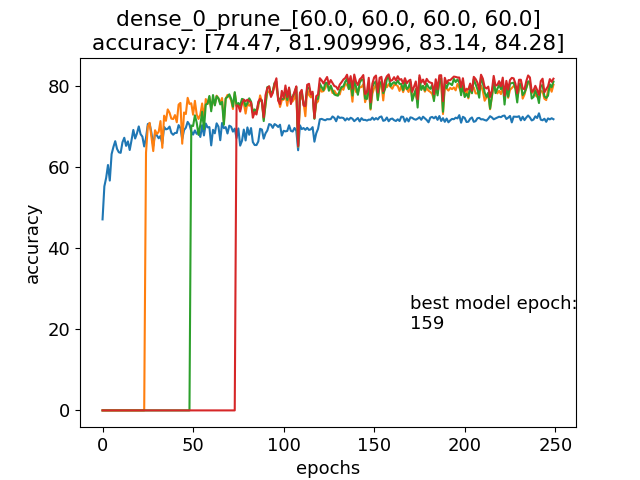 dense_0_prune_[60.0, 60.0, 60.0, 60.0]
accuracy: [74.47, 81.909996, 83.14, 84.28]
80
60
accuracy
40
20
0
best model epoch:
159
0 50 100 150 200 250
epochs